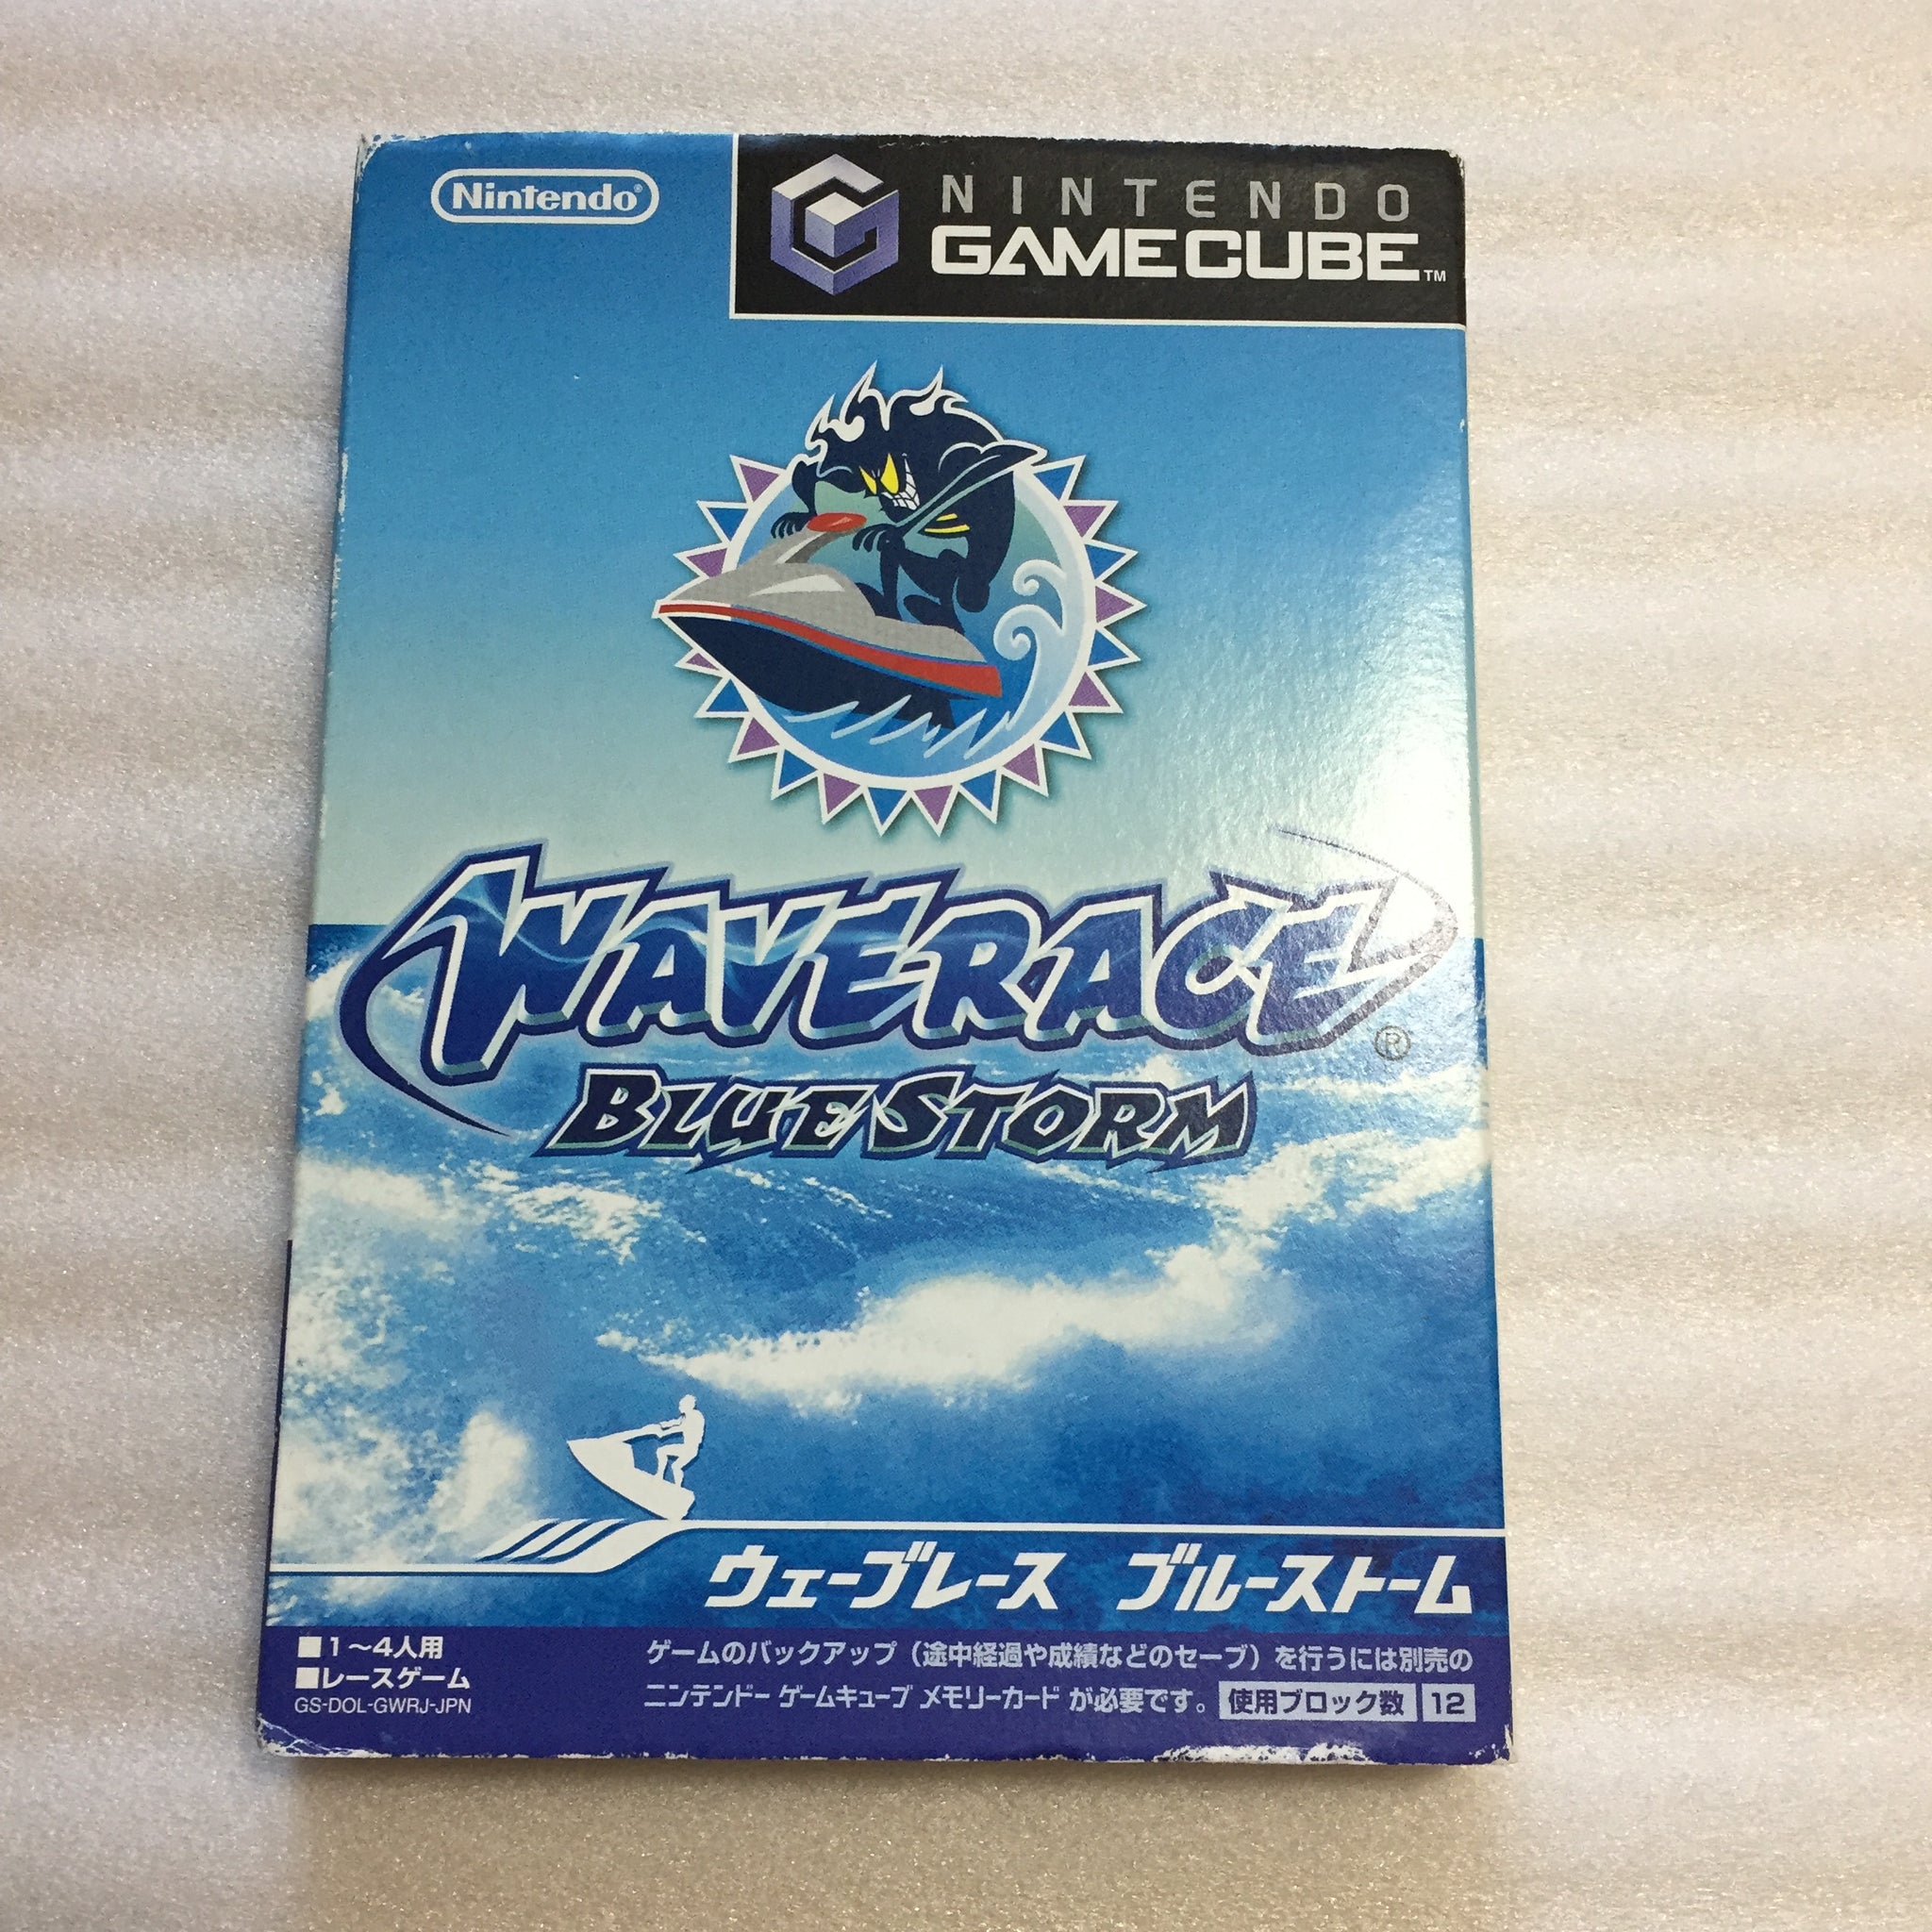 Nintendo®
NINTENDO
GAMECUBE™
WAVERACE®
BLUE STORM
ウェーブレース ブルーストーム
■1〜4人用
■レースゲーム
GS-DOL-GWRJ-JPN
ゲームのバックアップ（途中経過や成績などのセーブ）を行うには別売の
ニンテンドーゲームキューブ メモリーカードが必要です。 使用ブロック数 12